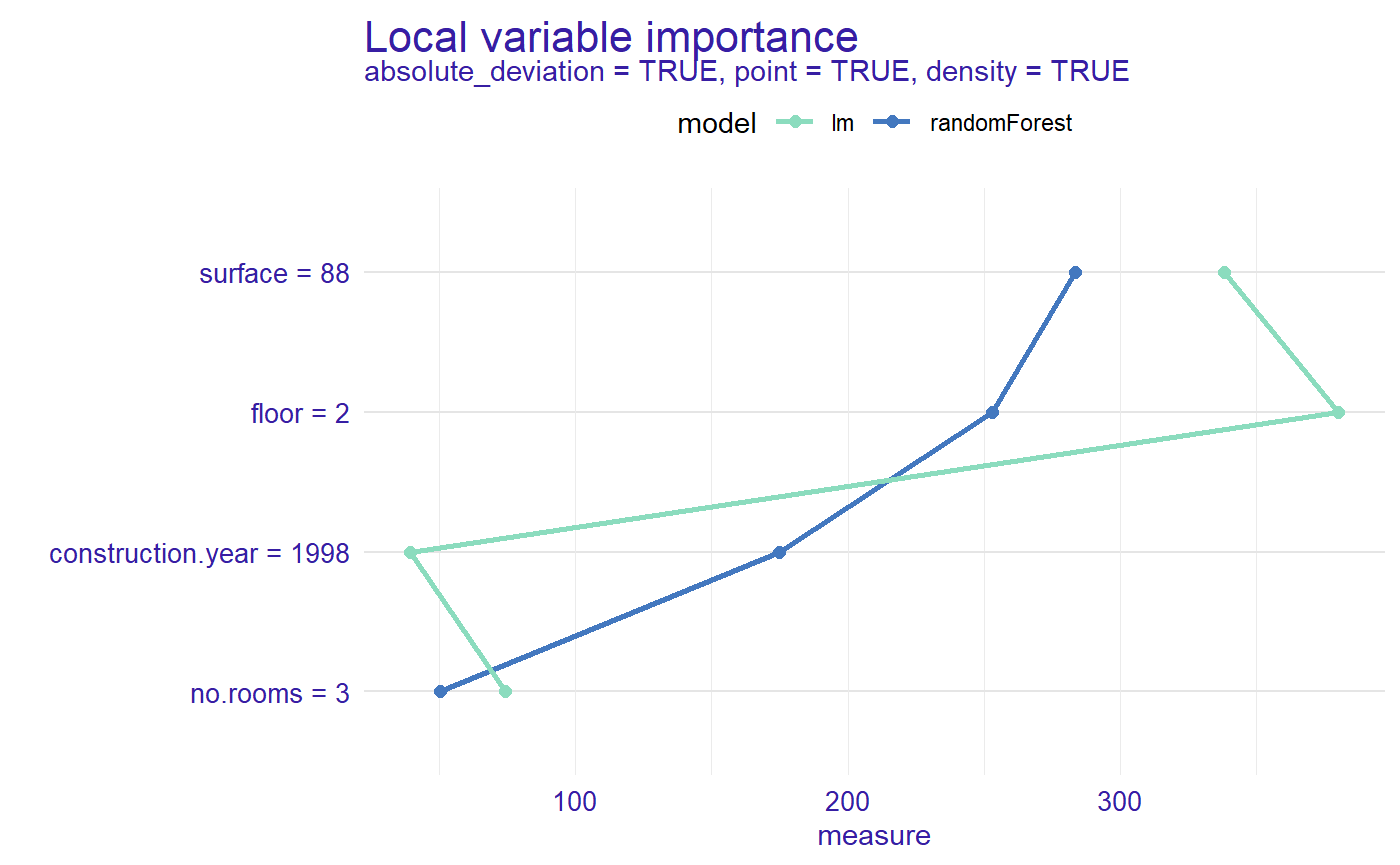 Local variable importance
absolute_deviation = TRUE, point = TRUE, density = TRUE
model lm randomForest
surface = 88
floor = 2
construction.year = 1998
no.rooms = 3
100 200 300
measure